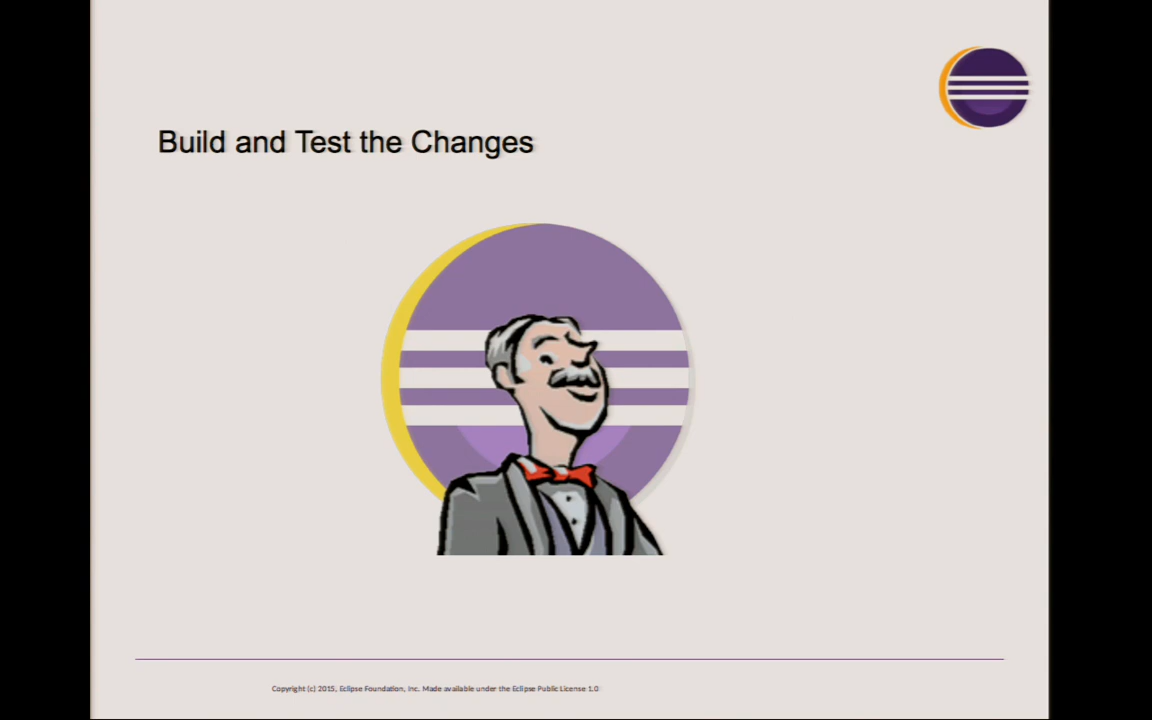 Build and Test the Changes
Copyright (c) 2015, Eclipse Foundation, Inc. Made available under the Eclipse Public License 1.0